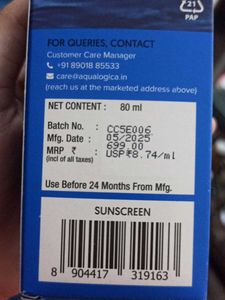 21
PAP
FOR QUERIES, CONTACT
Customer Care Manager
+91 89018 85533
care@aqualogica.in
(reach us at the marketed address above)
NET CONTENT : 80 ml
Batch No. : CC5E006
Mfg. Date : 05/2025
MRP ₹ : 699.00
(incl of all taxes) USP₹8.74/ml
Use Before 24 Months From Mfg.
SUNSCREEN
8 904417 319163